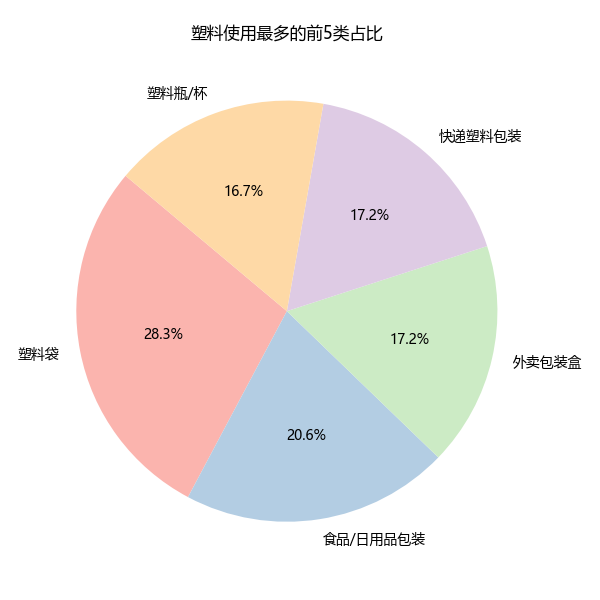 塑料使用最多的前5类占比
塑料瓶/杯
快递塑料包装
16.7%
17.2%
28.3%
17.2%
塑料袋
外卖包装盒
20.6%
食品/日用品包装